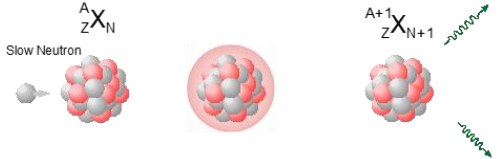 A
Z X N
Slow Neutron
A+1
Z X N+1